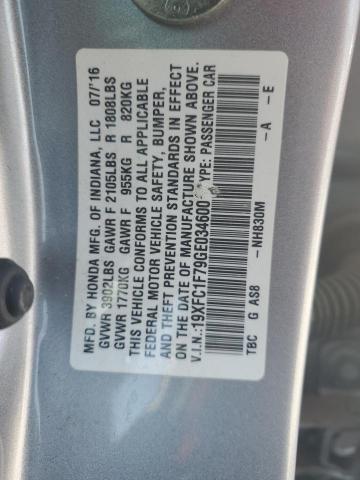 MFD. BY HONDA MFG. OF INDIANA, LLC 07/16
GVWR 3902LBS GAWR F 2105LBS R 1808LBS
GVWR 1770KG GAWR F 955KG R 820KG
THIS VEHICLE CONFORMS TO ALL APPLICABLE
FEDERAL MOTOR VEHICLE SAFETY, BUMPER,
AND THEFT PREVENTION STANDARDS IN EFFECT
ON THE DATE OF MANUFACTURE SHOWN ABOVE.
V.I.N.:19XFC1F79GE034600 TYPE: PASSENGER CAR
TBC G AS8 -NH830M -A -E